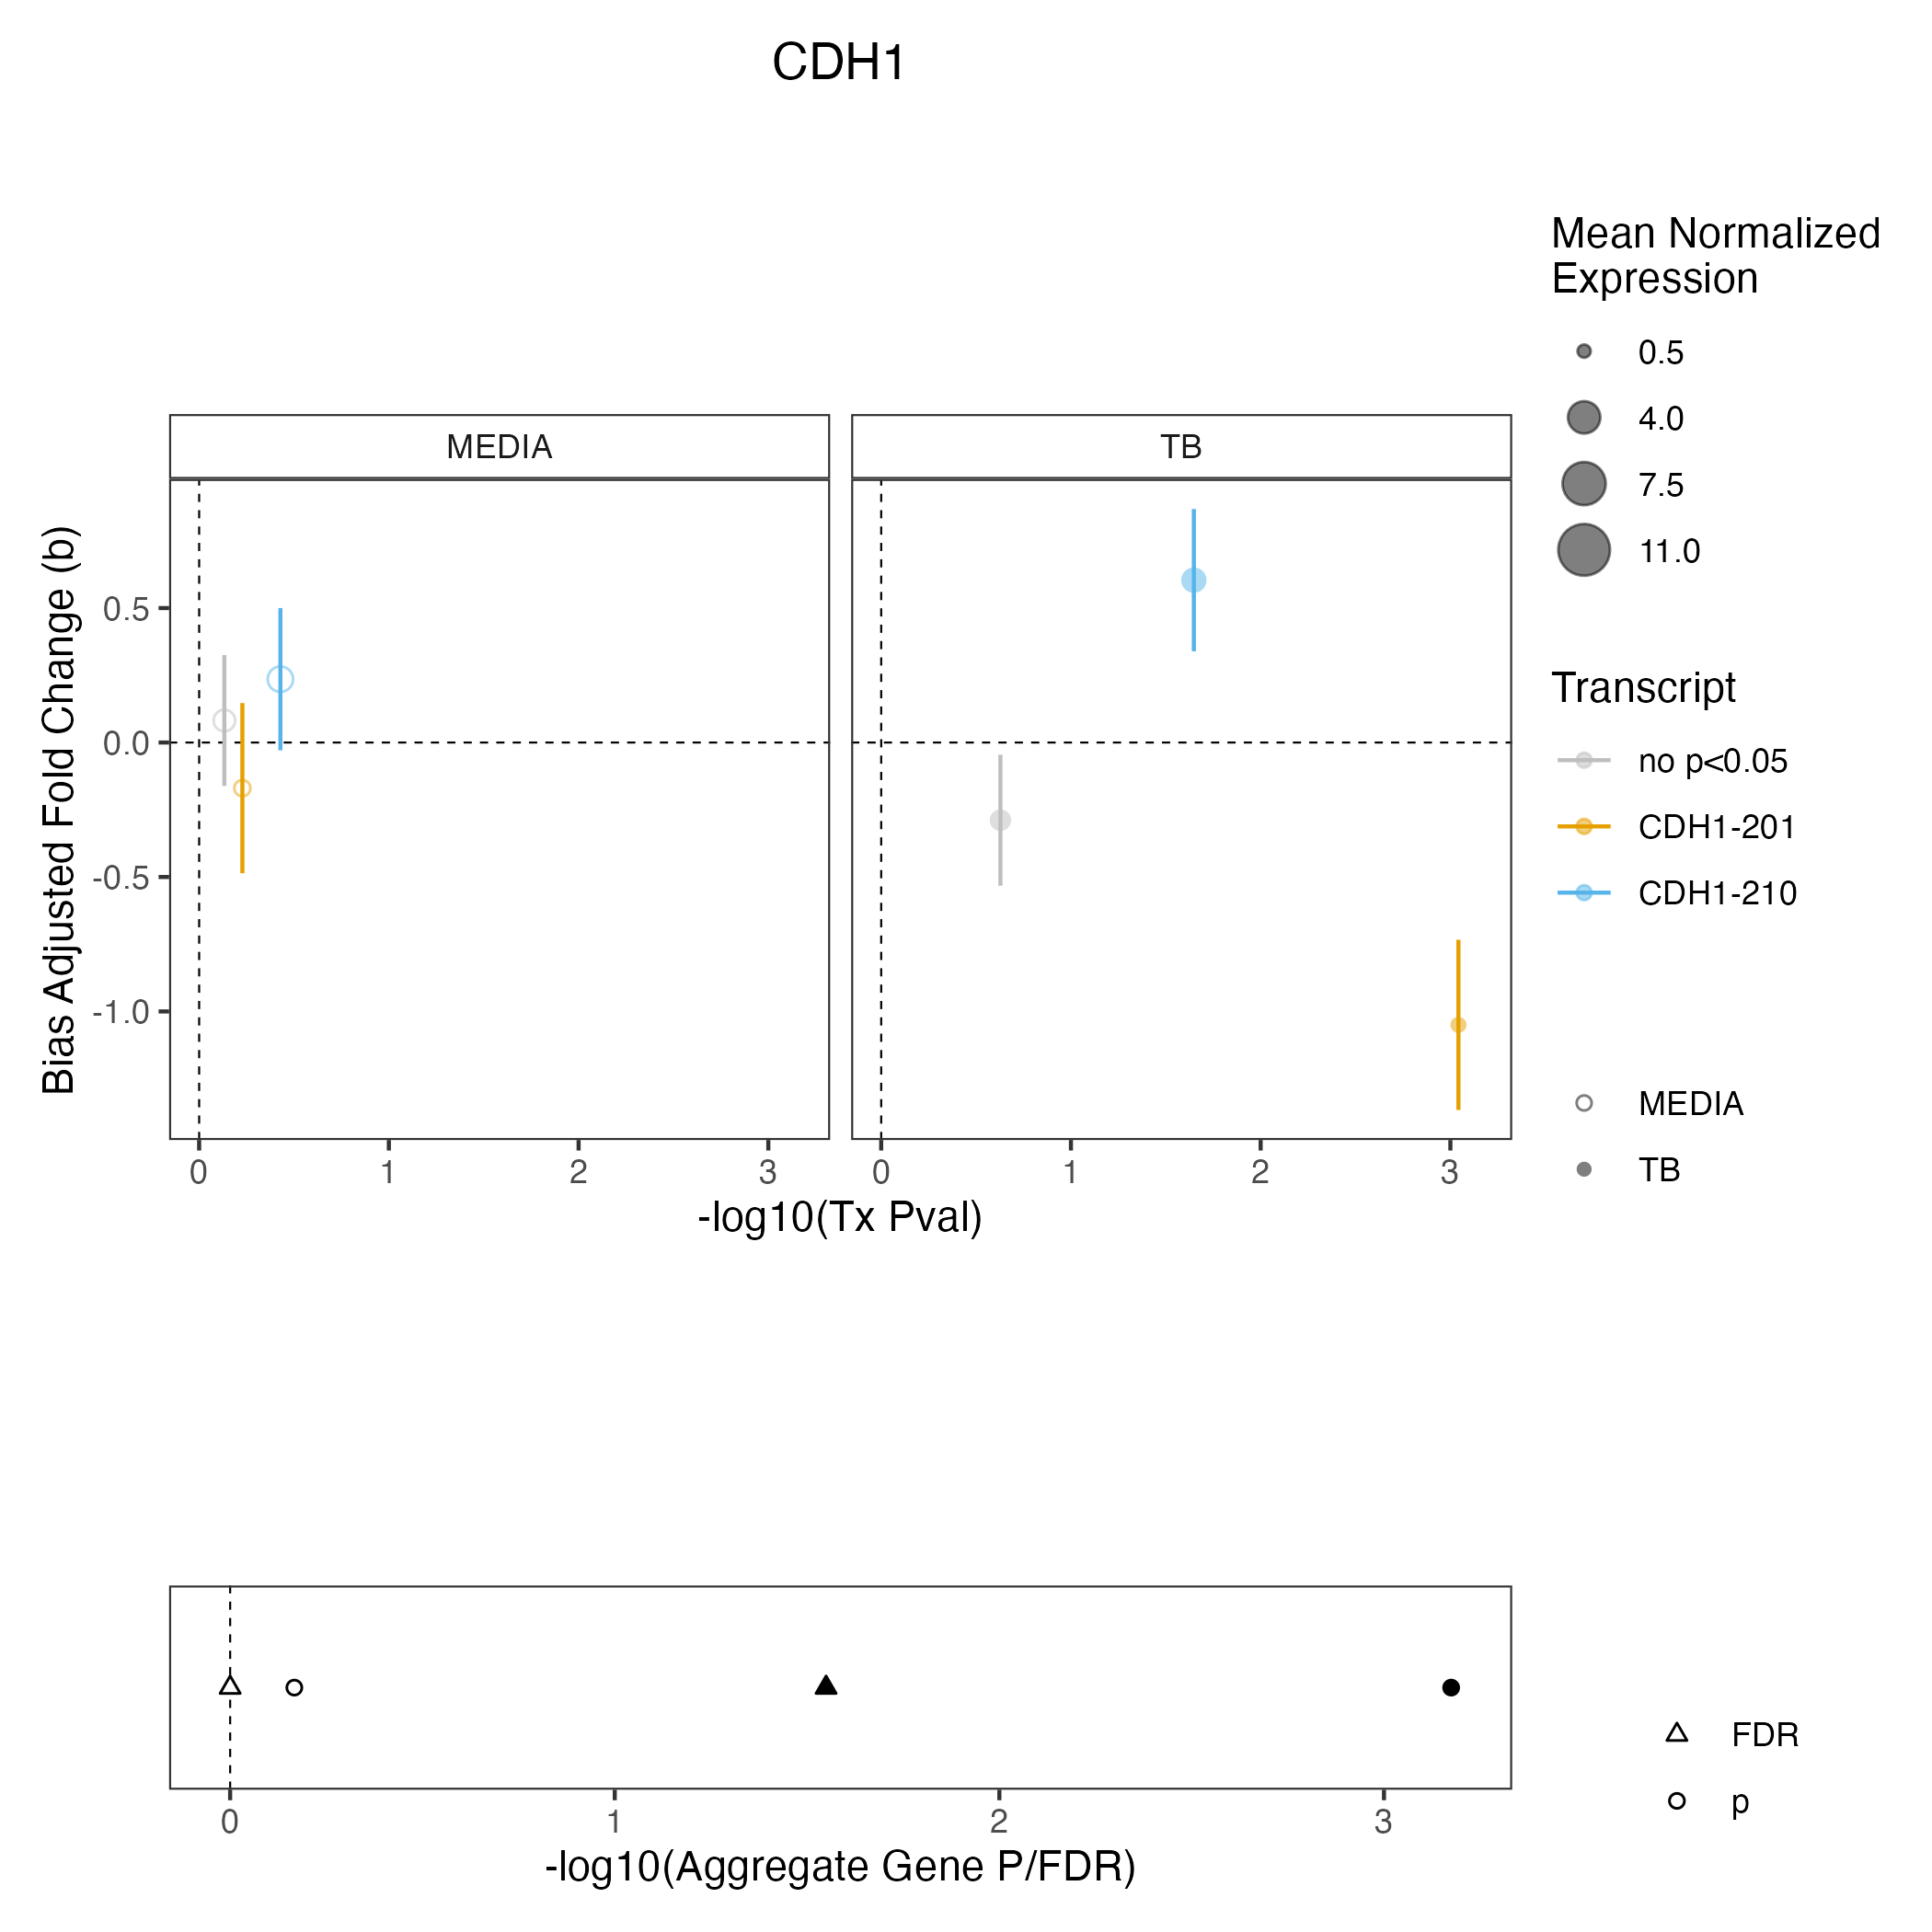 CDH1
MEDIA
TB
Bias Adjusted Fold Change (b)
0.5
0.0
-0.5
-1.0
0
1
2
3
0
1
2
3
-log10(Tx Pval)
Mean Normalized
Expression
0.5
4.0
7.5
11.0
Transcript
no p<0.05
CDH1-201
CDH1-210
MEDIA
TB
0
1
2
3
-log10(Aggregate Gene P/FDR)
FDR
p